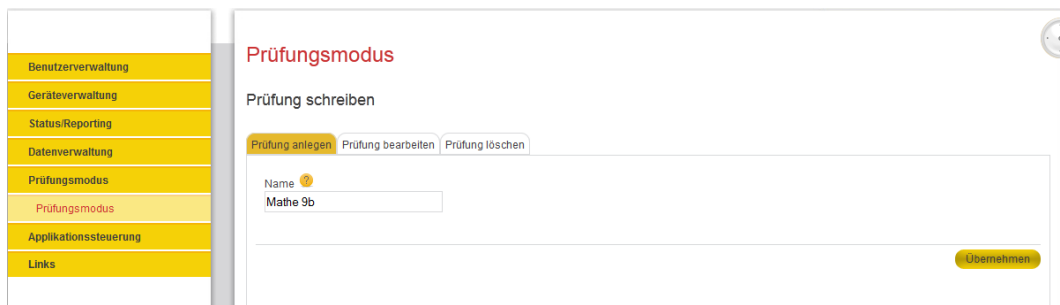 Benutzerverwaltung
Geräteverwaltung
Status/Reporting
Datenverwaltung
Prüfungsmodus
Prüfungsmodus
Applikationssteuerung
Links
Prüfungsmodus
Prüfung schreiben
Prüfung anlegen Prüfung bearbeiten Prüfung löschen
Name ?
Mathe 9b
Übernehmen